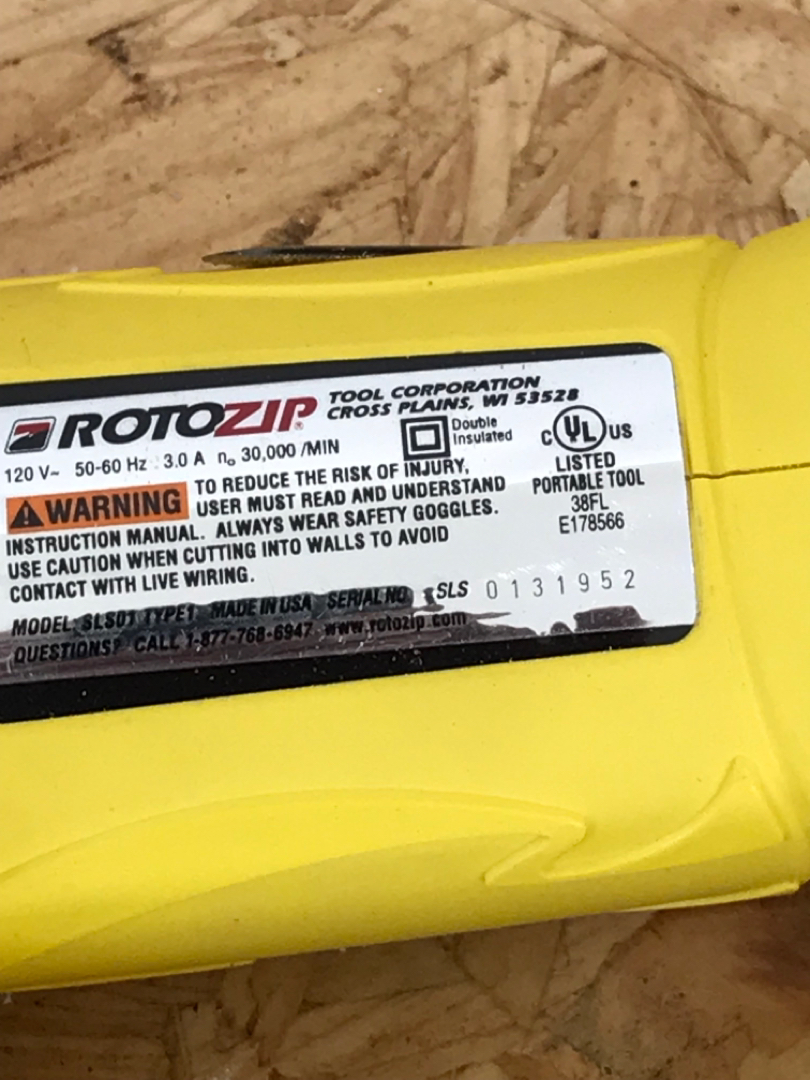 ROTOZIP® TOOL CORPORATION
CROSS PLAINS, WI 53528
120 V~ 50-60 Hz 3.0 A n₀ 30,000 /MIN
Double
Insulated
C UL US
LISTED
PORTABLE TOOL
38FL
E178566
WARNING TO REDUCE THE RISK OF INJURY,
USER MUST READ AND UNDERSTAND
INSTRUCTION MANUAL. ALWAYS WEAR SAFETY GOGGLES.
USE CAUTION WHEN CUTTING INTO WALLS TO AVOID
CONTACT WITH LIVE WIRING.
MODEL: SLS01 TYPE1 MADE IN USA SERIAL NO SLS 0131952
QUESTIONS? CALL 1-877-768-6947 www.rotozip.com